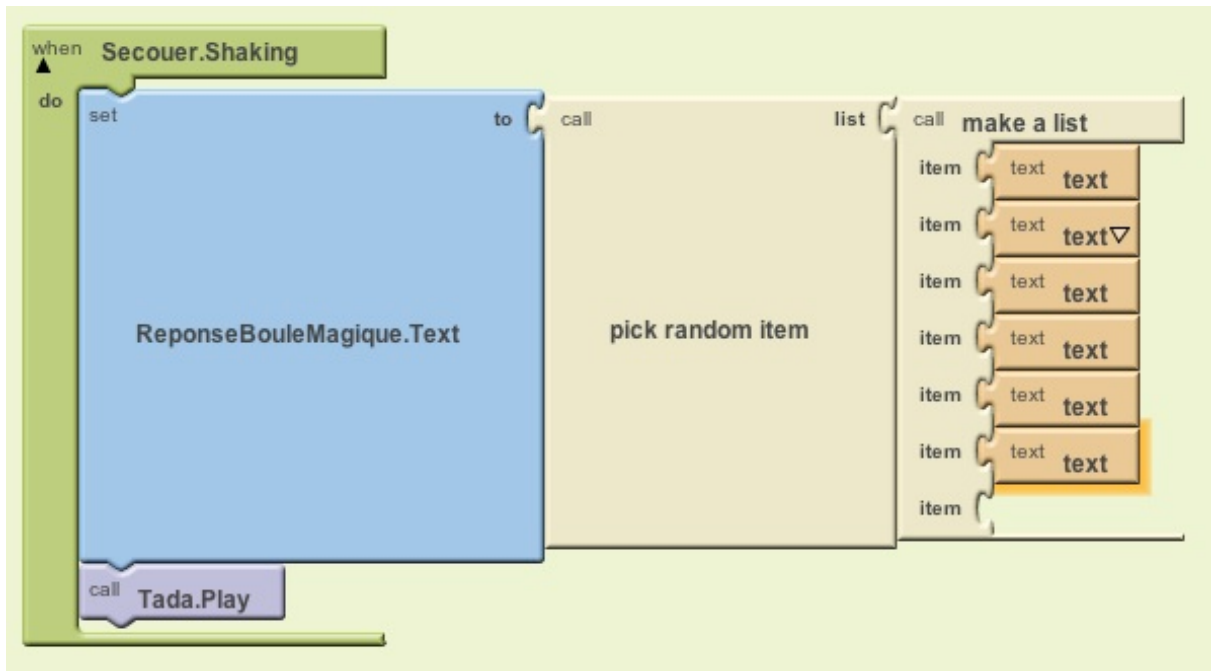 when Secouer.Shaking
do
set to call list call make a list
item text text
item text text
item text text
ReponseBouleMagique.Text pick random item
item text text
item text text
item text text
item
call Tada.Play